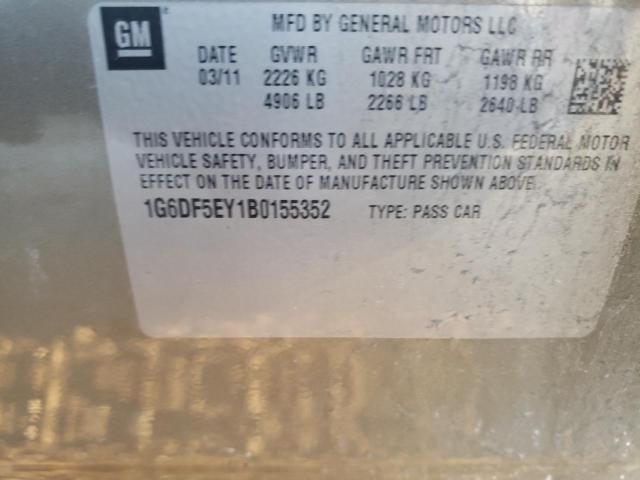 GM
MFD BY GENERAL MOTORS LLC
DATE GVWR GAWR FRT GAWR RR
03/11 2226 KG 1028 KG 1198 KG
4906 LB 2266 LB 2640 LB
THIS VEHICLE CONFORMS TO ALL APPLICABLE U.S. FEDERAL MOTOR
VEHICLE SAFETY, BUMPER, AND THEFT PREVENTION STANDARDS IN
EFFECT ON THE DATE OF MANUFACTURE SHOWN ABOVE.
1G6DF5EY1B0155352 TYPE: PASS CAR